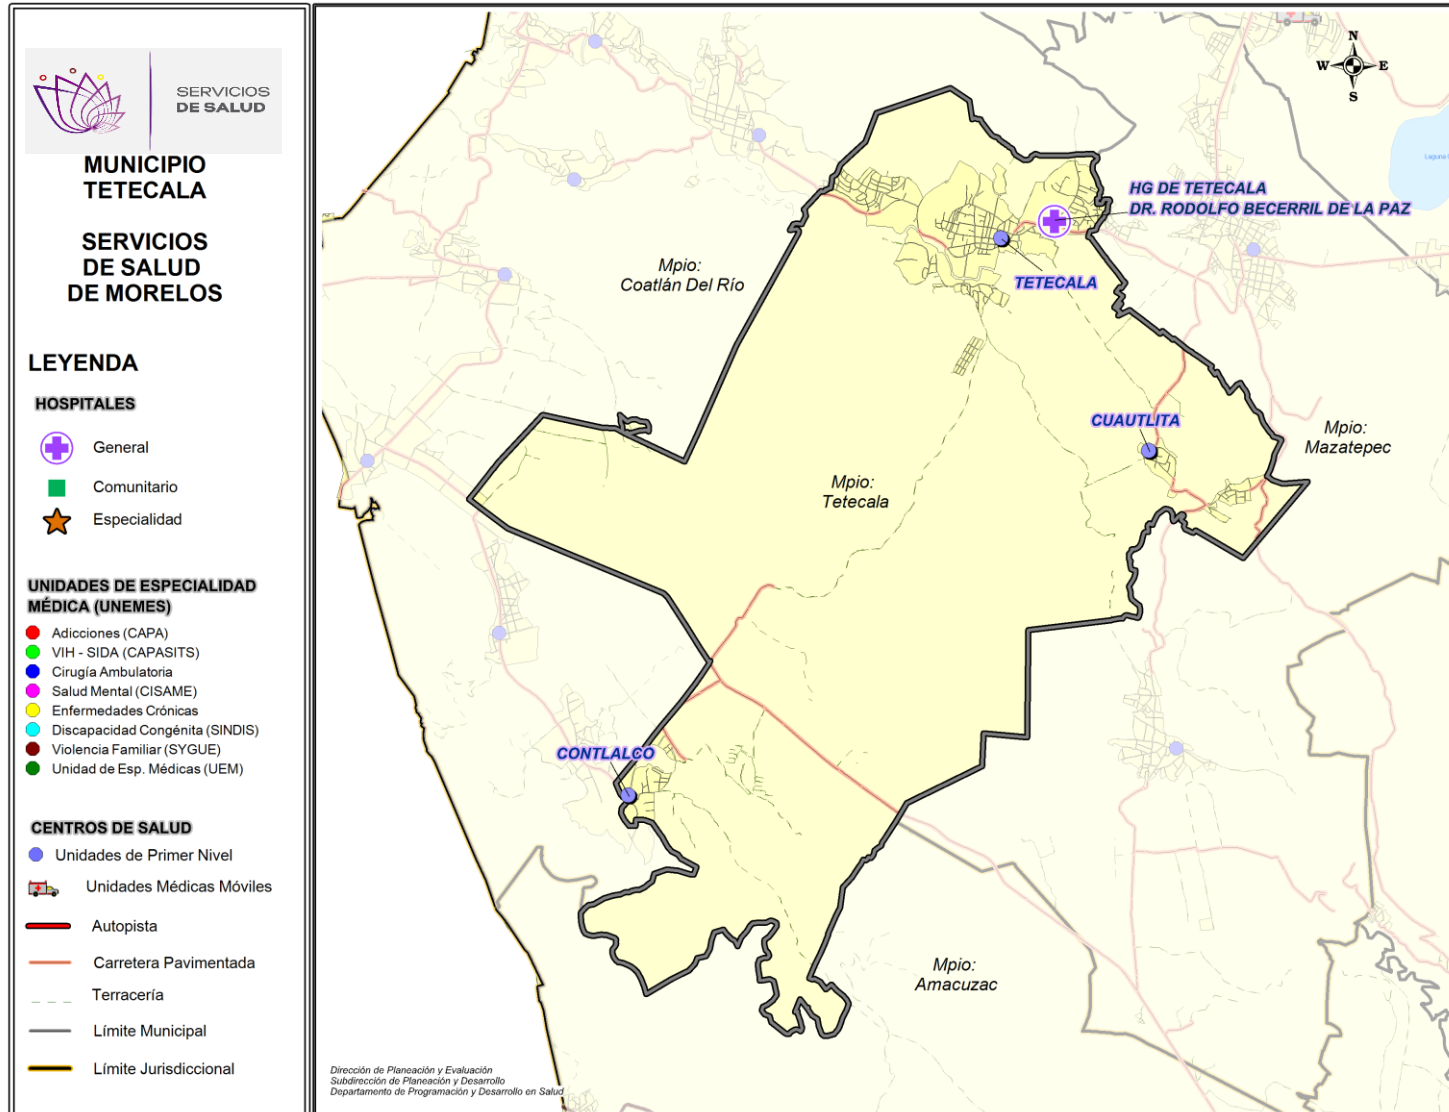 SERVICIOS
DE SALUD
MUNICIPIO
TETECALA
SERVICIOS
DE SALUD
DE MORELOS
LEYENDA
HOSPITALES
General
Comunitario
Especialidad
UNIDADES DE ESPECIALIDAD
MÉDICA (UNEMES)
Adicciones (CAPA)
VIH - SIDA (CAPASITS)
Cirugía Ambulatoria
Salud Mental (CISAME)
Enfermedades Crónicas
Discapacidad Congénita (SINDIS)
Violencia Familiar (SYGUE)
Unidad de Esp. Médicas (UEM)
CENTROS DE SALUD
Unidades de Primer Nivel
Unidades Médicas Móviles
Autopista
Carretera Pavimentada
Terracería
Límite Municipal
Límite Jurisdiccional
N
W E
S
Laguna
HG DE TETECALA
DR. RODOLFO BECERRIL DE LA PAZ
Mpio:
Coatlán Del Río
TETECALA
CUAUTLITA
Mpio:
Mazatepec
Mpio:
Tetecala
CONTLALCO
Mpio:
Amacuzac
Dirección de Planeación y Evaluación
Subdirección de Planeación y Desarrollo
Departamento de Programación y Desarrollo en Salud